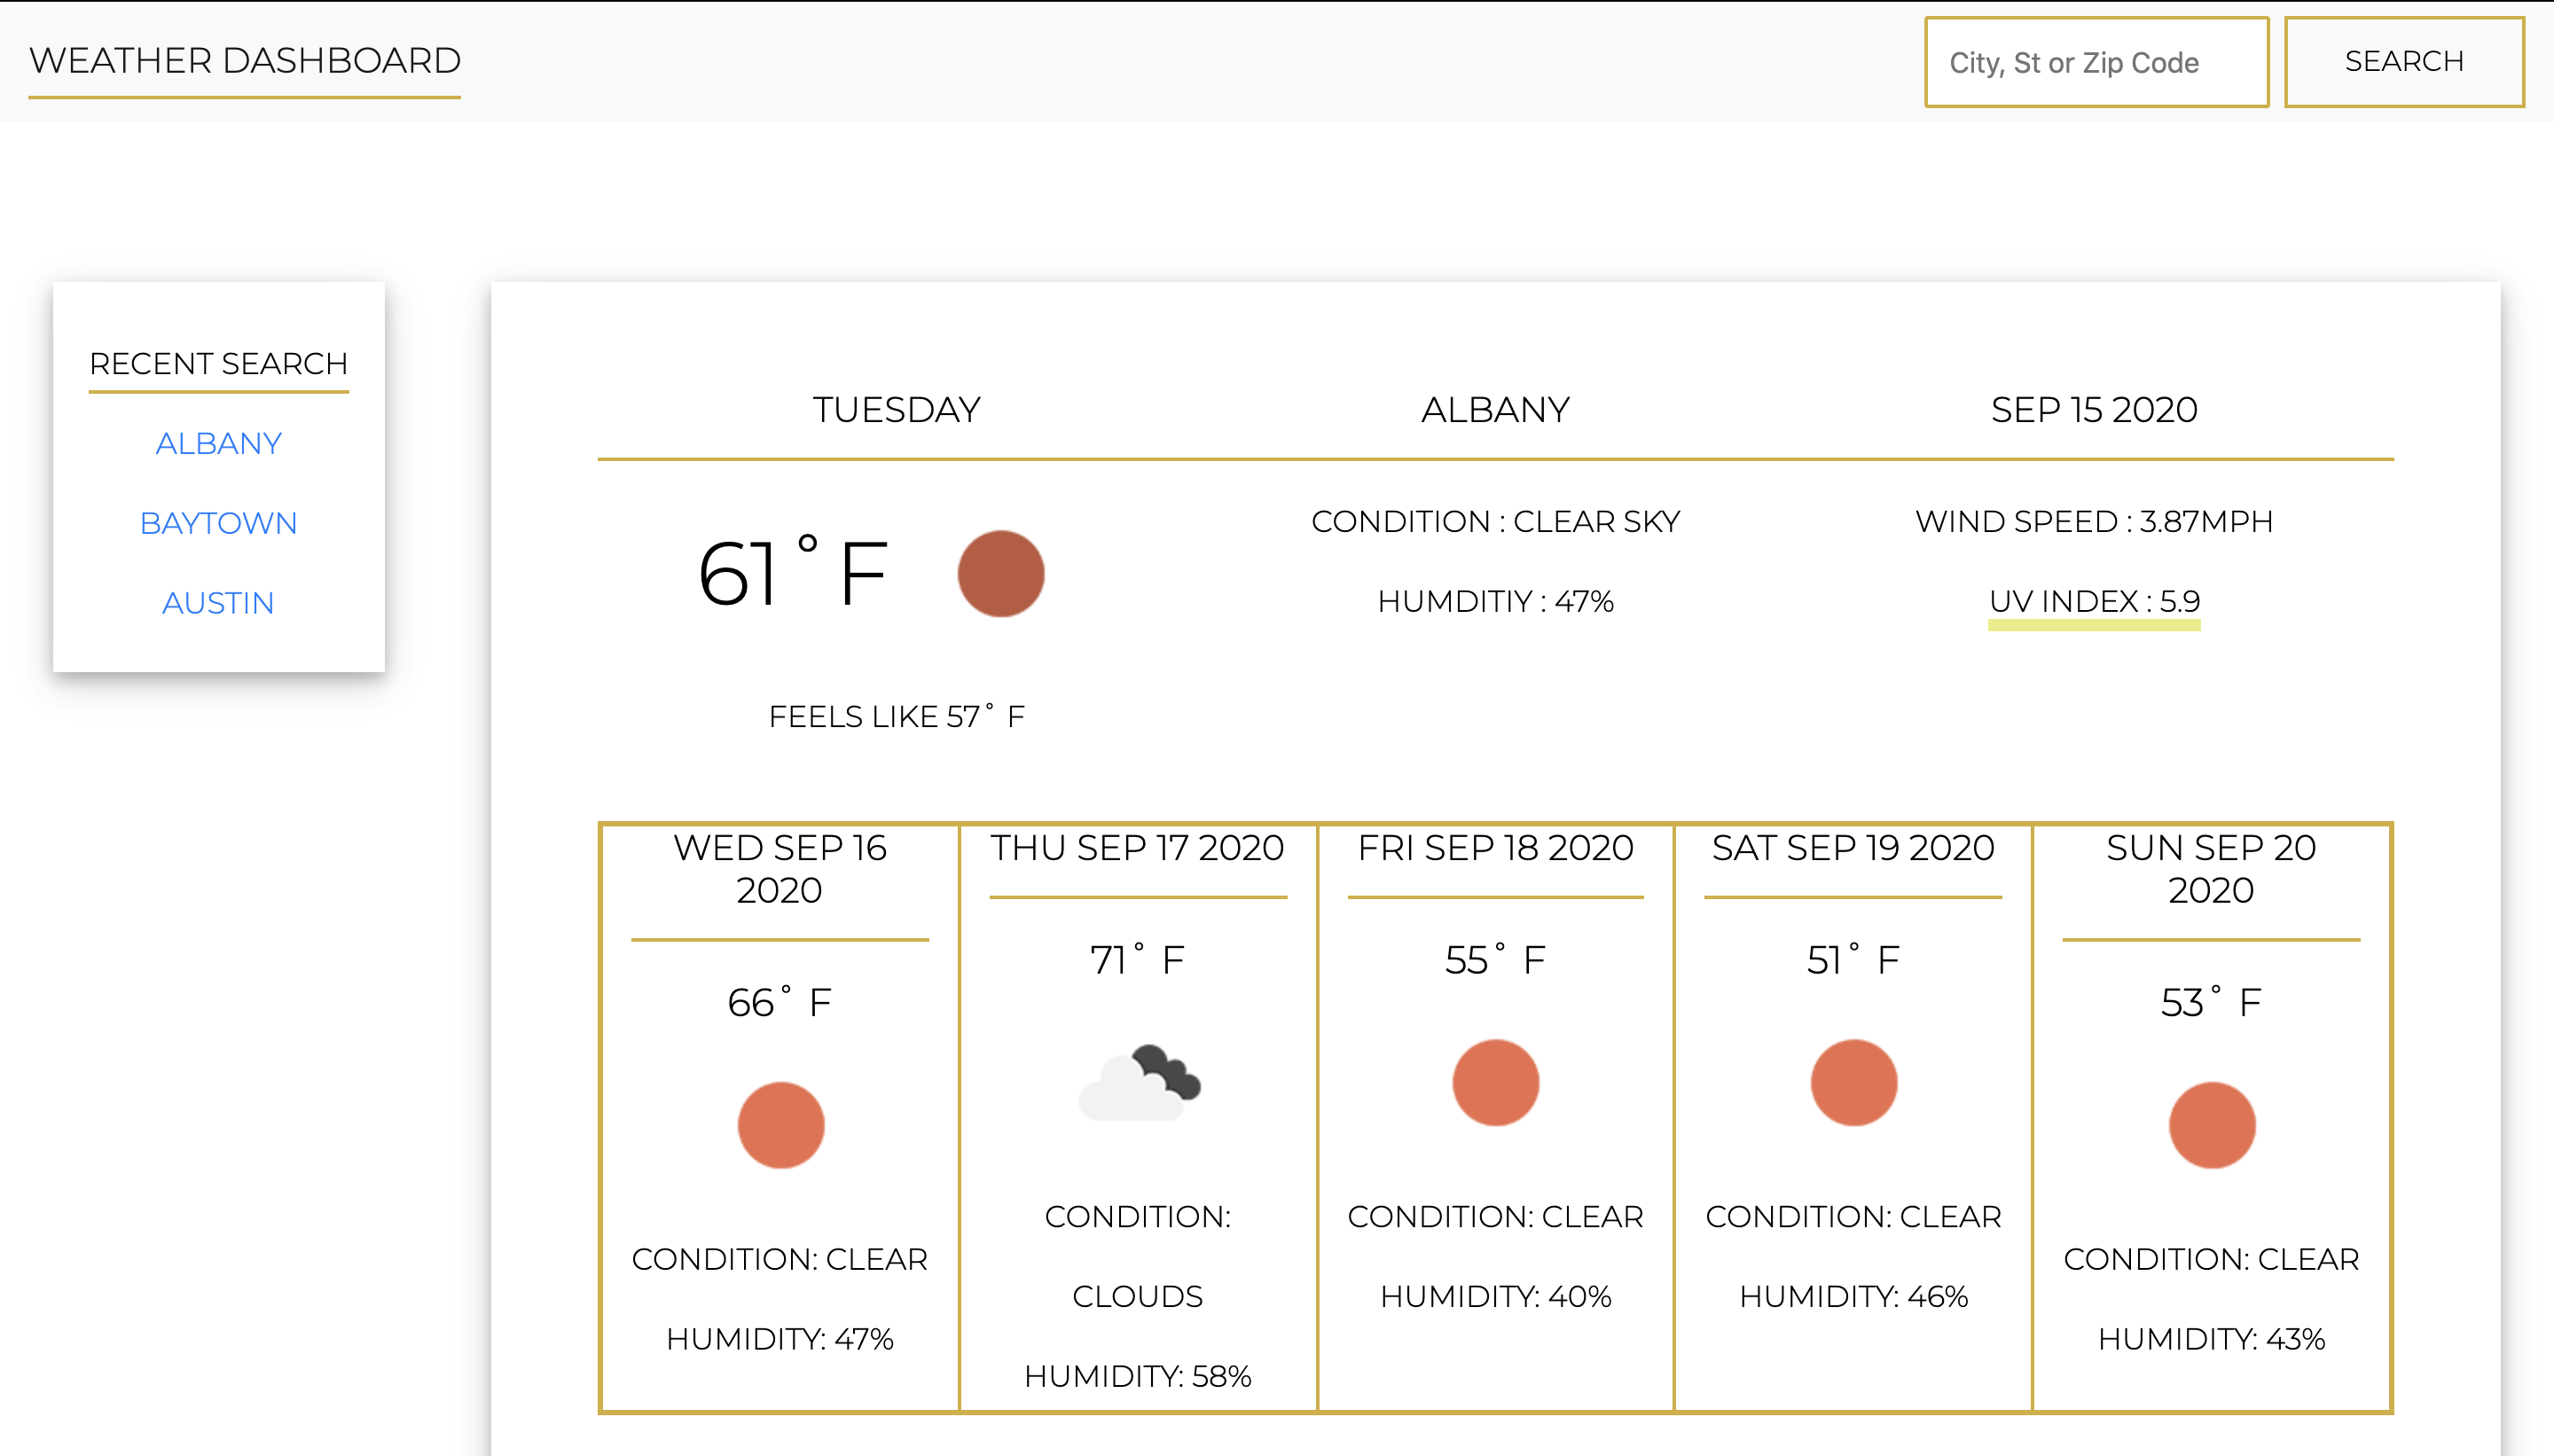 WEATHER DASHBOARD
City, St or Zip Code
SEARCH
RECENT SEARCH
ALBANY
BAYTOWN
AUSTIN
TUESDAY
ALBANY
SEP 15 2020
61˚F
FEELS LIKE 57˚ F
CONDITION : CLEAR SKY
HUMDITIY : 47%
WIND SPEED : 3.87MPH
UV INDEX : 5.9
WED SEP 16
2020
66˚ F
CONDITION: CLEAR
HUMIDITY: 47%
THU SEP 17 2020
71˚ F
CONDITION:
CLOUDS
HUMIDITY: 58%
FRI SEP 18 2020
55˚ F
CONDITION: CLEAR
HUMIDITY: 40%
SAT SEP 19 2020
51˚ F
CONDITION: CLEAR
HUMIDITY: 46%
SUN SEP 20
2020
53˚ F
CONDITION: CLEAR
HUMIDITY: 43%